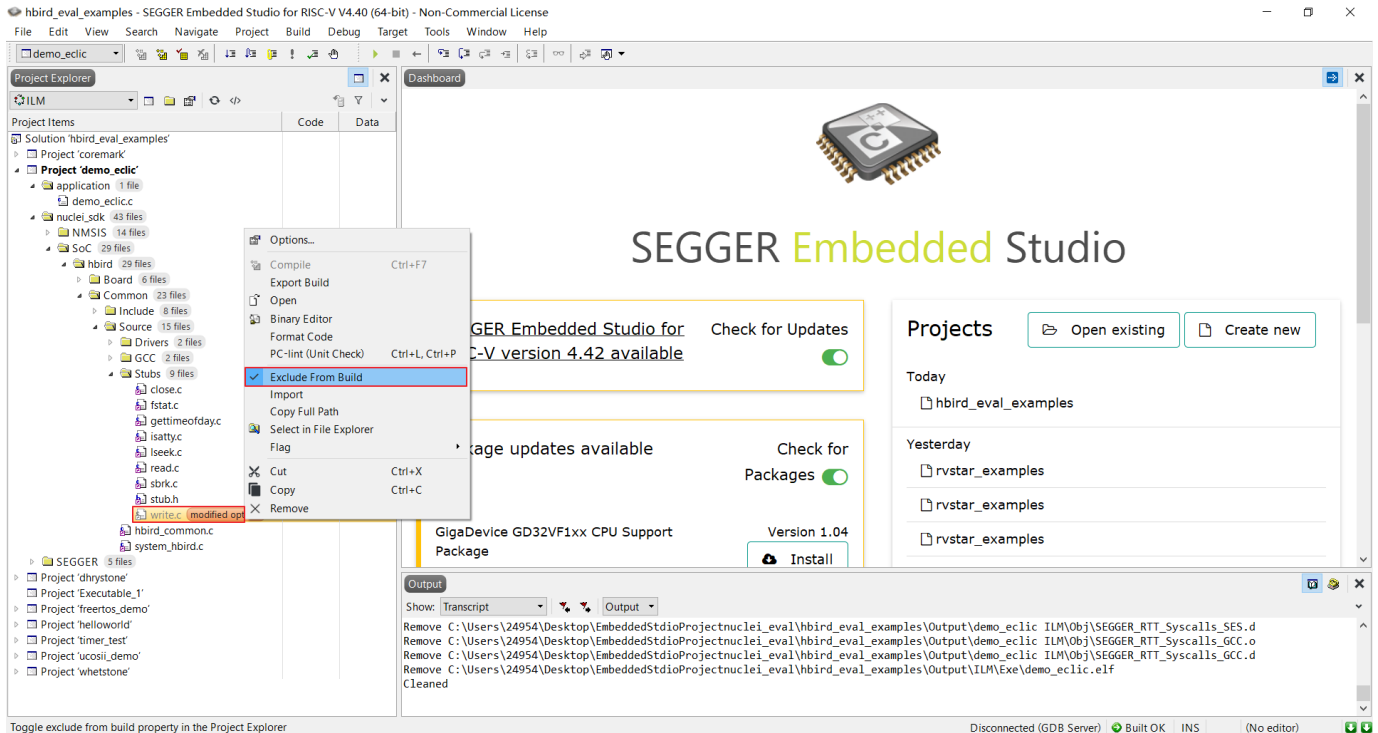 hbird_eval_examples - SEGGER Embedded Studio for RISC-V V4.40 (64-bit) - Non-Commercial License
File Edit View Search Navigate Project Build Debug Target Tools Window Help
demo_eclic
Project Explorer
ILM
Project Items Code Data
Solution 'hbird_eval_examples'
Project 'coremark'
Project 'demo_eclic'
application 1 file
demo_eclic.c
nuclei_sdk 43 files
NMSIS 14 files
SoC 29 files
hbird 29 files
Board 6 files
Common 23 files
Include 8 files
Source 15 files
Drivers 2 files
GCC 2 files
Stubs 9 files
close.c
fstat.c
gettimeofday.c
isatty.c
lseek.c
read.c
sbrk.c
stub.h
write.c modified opt
hbird_common.c
system_hbird.c
SEGGER 5 files
Project 'dhrystone'
Project 'Executable_1'
Project 'freertos_demo'
Project 'helloworld'
Project 'timer_test'
Project 'ucosii_demo'
Project 'whetstone'
Options...
Compile Ctrl+F7
Export Build
Open
Binary Editor
Format Code
PC-lint (Unit Check) Ctrl+L, Ctrl+P
Exclude From Build
Import
Copy Full Path
Select in File Explorer
Flag
Cut Ctrl+X
Copy Ctrl+C
Remove
Dashboard
C
++
SEGGER Embedded Studio
GER Embedded Studio for
C-V version 4.42 available
Check for Updates
kage updates available
Check for
Packages
GigaDevice GD32VF1xx CPU Support
Package
Version 1.04
Install
Projects
Open existing
Create new
Today
hbird_eval_examples
Yesterday
rvstar_examples
rvstar_examples
rvstar_examples
Output
Show: Transcript Output
Remove C:\Users\24954\Desktop\EmbeddedStdioProjectnuclei_eval\hbird_eval_examples\Output\demo_eclic ILM\Obj\SEGGER_RTT_Syscalls_SES.d
Remove C:\Users\24954\Desktop\EmbeddedStdioProjectnuclei_eval\hbird_eval_examples\Output\demo_eclic ILM\Obj\SEGGER_RTT_Syscalls_GCC.o
Remove C:\Users\24954\Desktop\EmbeddedStdioProjectnuclei_eval\hbird_eval_examples\Output\demo_eclic ILM\Obj\SEGGER_RTT_Syscalls_GCC.d
Remove C:\Users\24954\Desktop\EmbeddedStdioProjectnuclei_eval\hbird_eval_examples\Output\ILM\Exe\demo_eclic.elf
Cleaned
Toggle exclude from build property in the Project Explorer
Disconnected (GDB Server) Built OK INS (No editor)